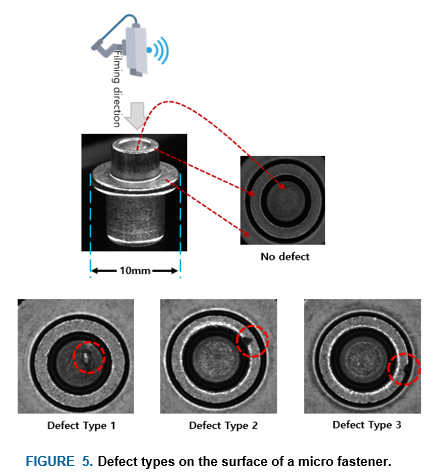 Filming direction
10mm
No defect
Defect Type 1
Defect Type 2
Defect Type 3
FIGURE 5. Defect types on the surface of a micro fastener.